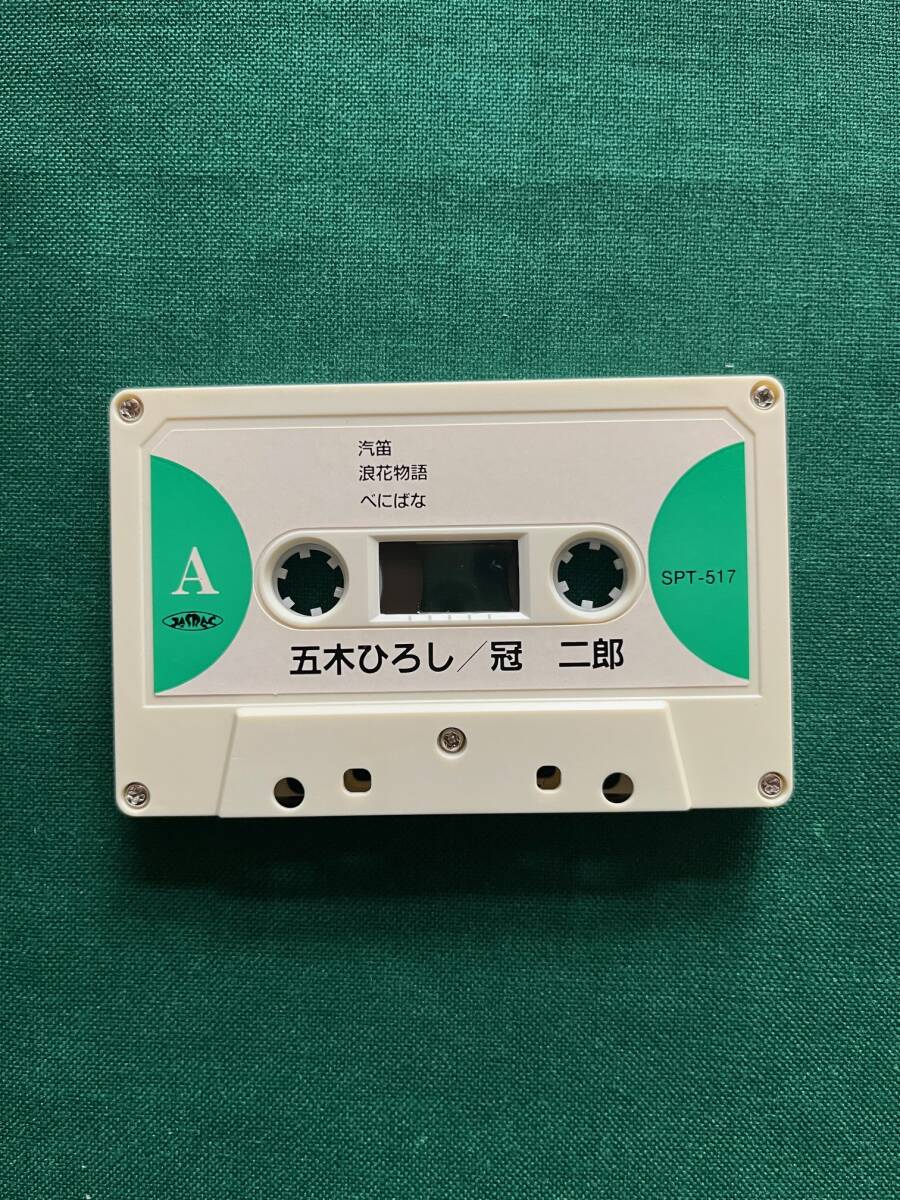 汽笛
浪花物語
べにばな
A
JASRAC
SPT-517
五木ひろし／冠　二郎